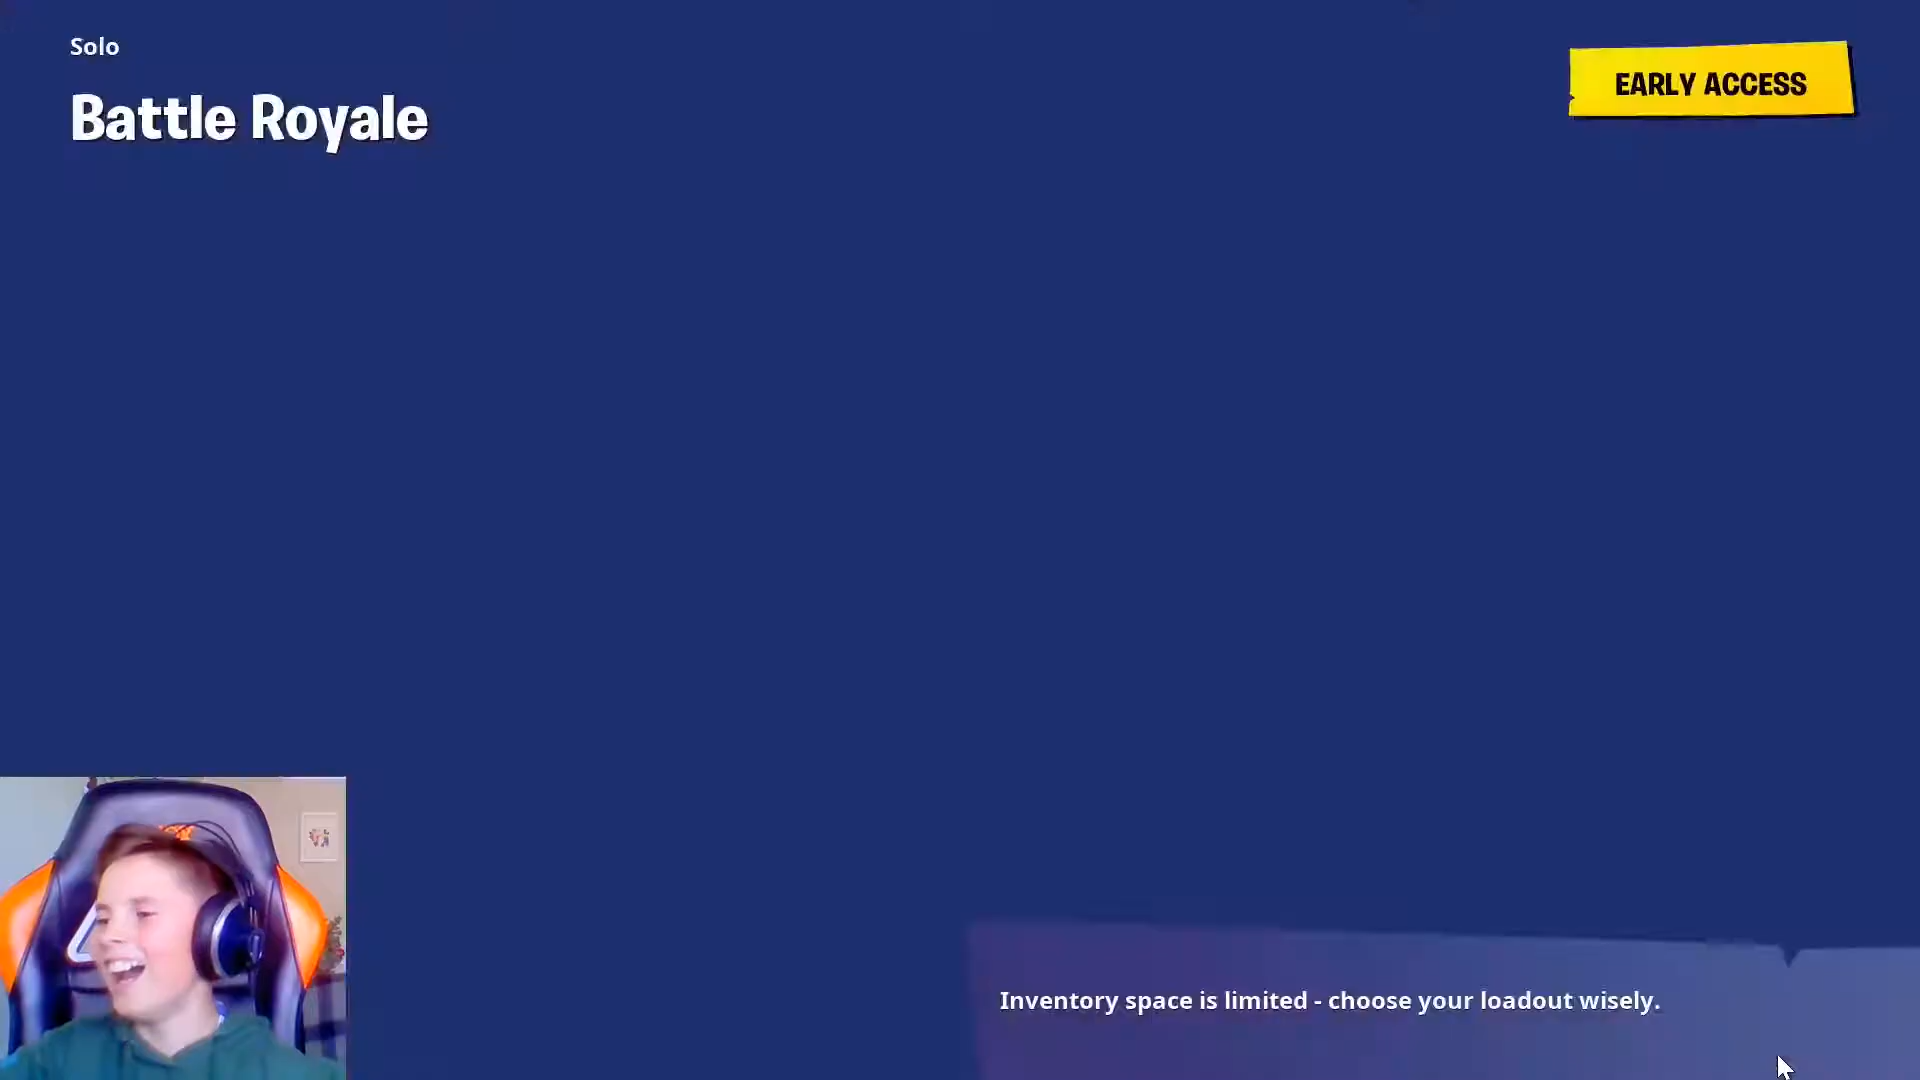 Solo
Battle Royale
EARLY ACCESS
Inventory space is limited - choose your loadout wisely.